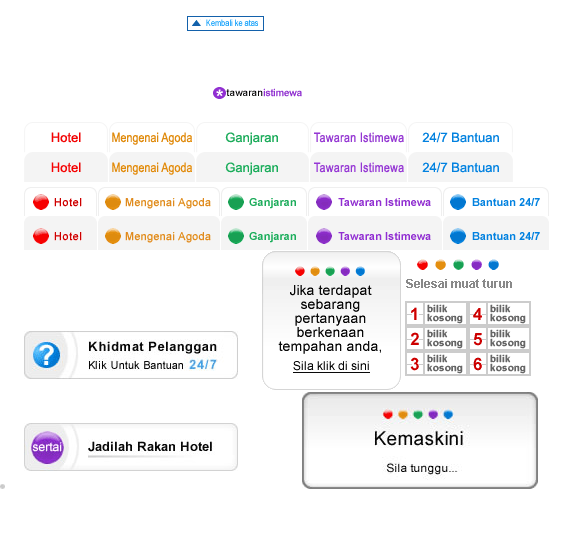 Kembali ke atas
tawaranistimewa
Hotel Mengenai Agoda Ganjaran Tawaran Istimewa 24/7 Bantuan
Hotel Mengenai Agoda Ganjaran Tawaran Istimewa 24/7 Bantuan
Hotel Mengenai Agoda Ganjaran Tawaran Istimewa Bantuan 24/7
Hotel Mengenai Agoda Ganjaran Tawaran Istimewa Bantuan 24/7
Jika terdapat
sebarang
pertanyaan
berkenaan
tempahan anda,
Sila klik di sini
Selesai muat turun
1 bilik kosong
4 bilik kosong
2 bilik kosong
5 bilik kosong
3 bilik kosong
6 bilik kosong
? Khidmat Pelanggan
Klik Untuk Bantuan 24/7
Kemaskini
Sila tunggu...
sertai Jadilah Rakan Hotel